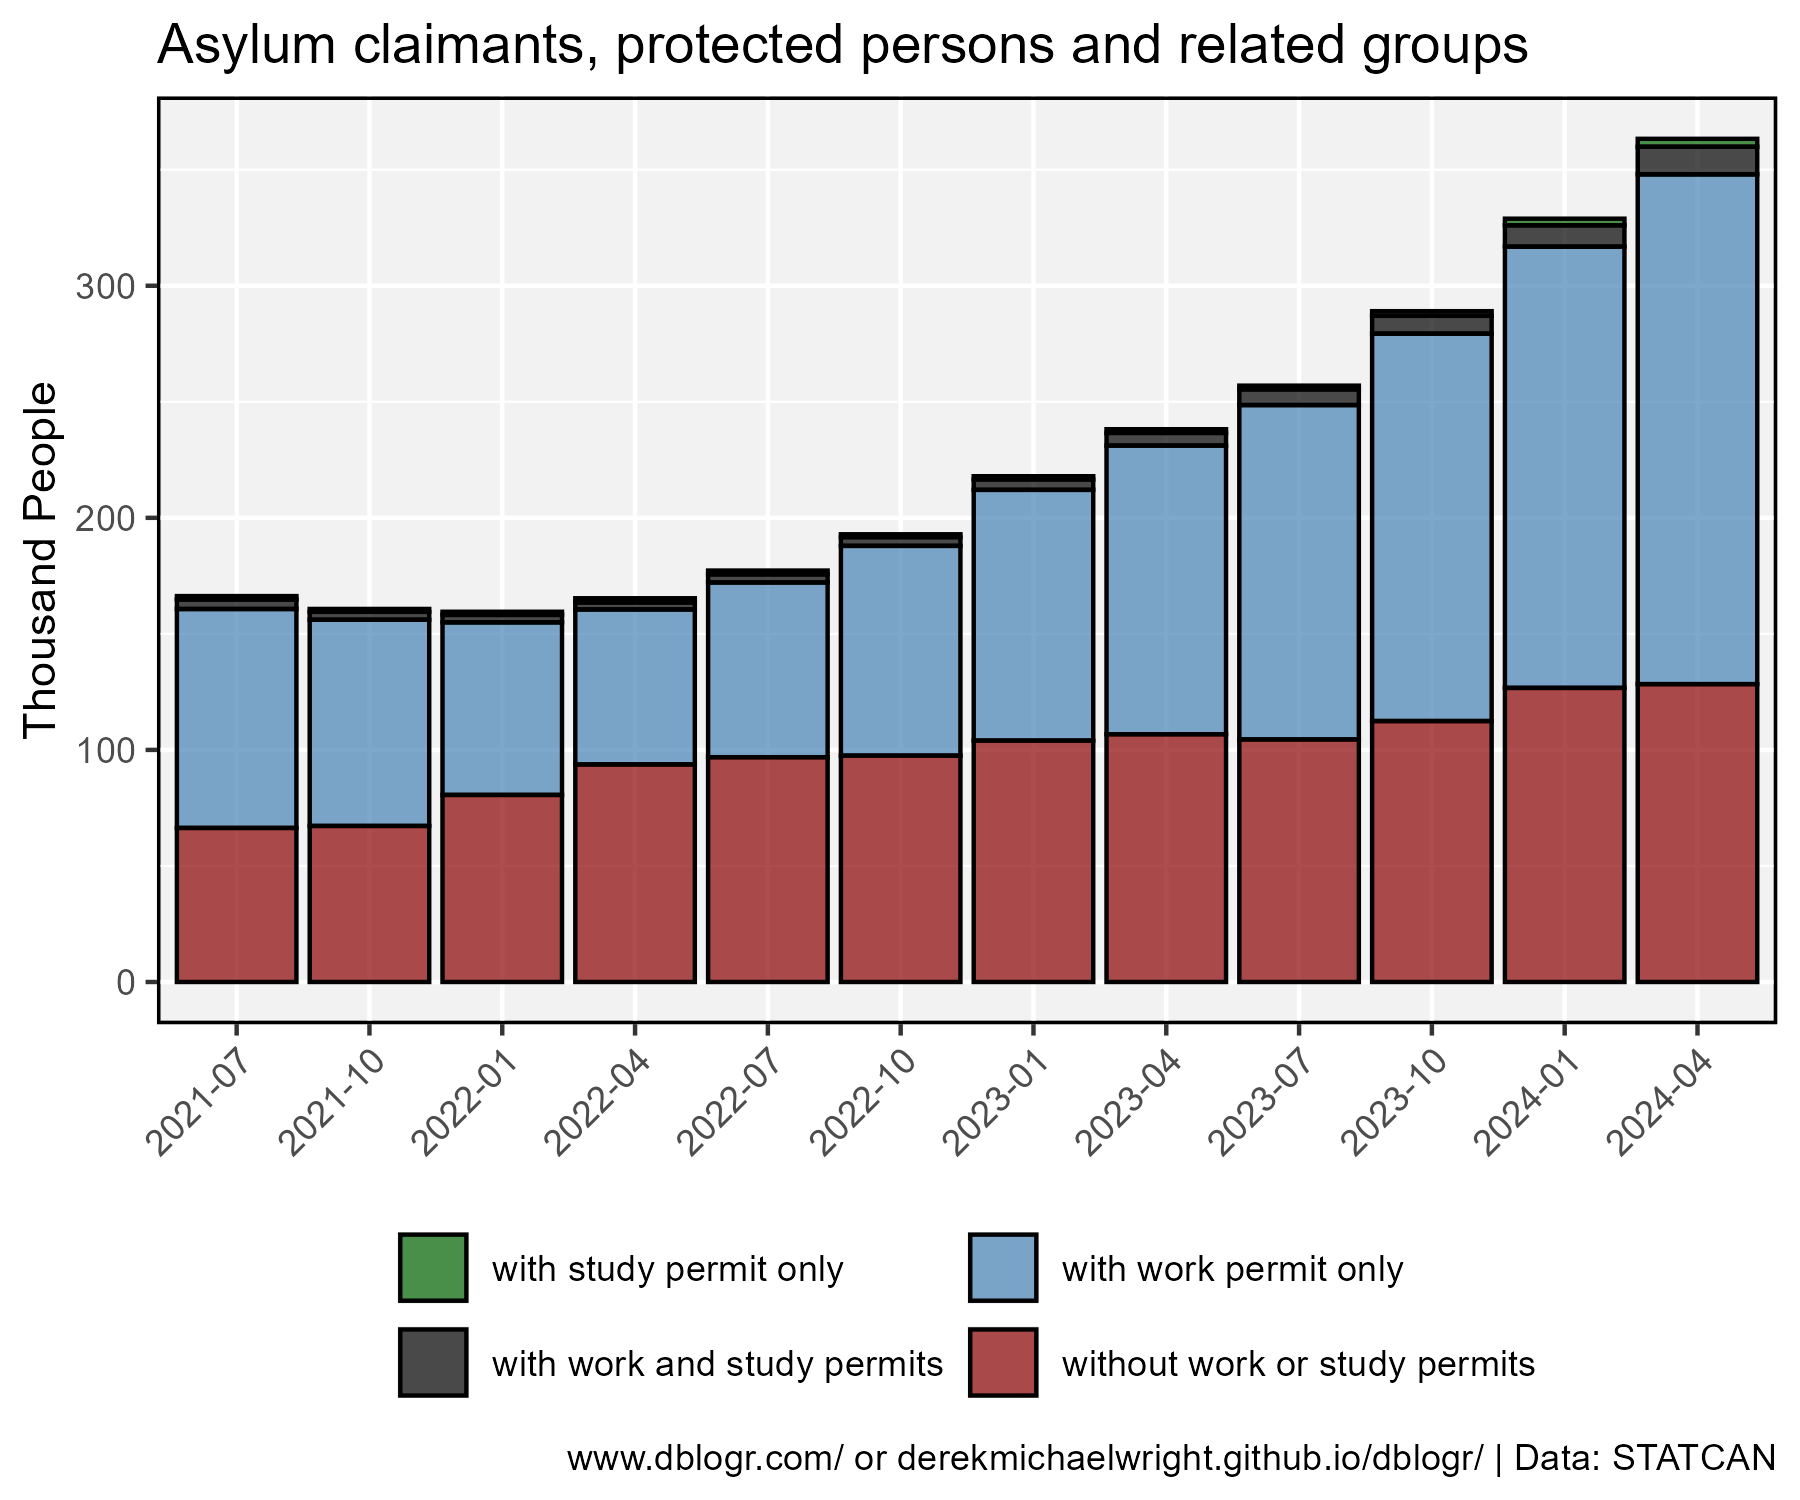 Asylum claimants, protected persons and related groups
Thousand People
300
200
100
0
2021-07
2021-10
2022-01
2022-04
2022-07
2022-10
2023-01
2023-04
2023-07
2023-10
2024-01
2024-04
with study permit only
with work permit only
with work and study permits
without work or study permits
www.dblogr.com/ or derekmichaelwright.github.io/dblogr/ | Data: STATCAN